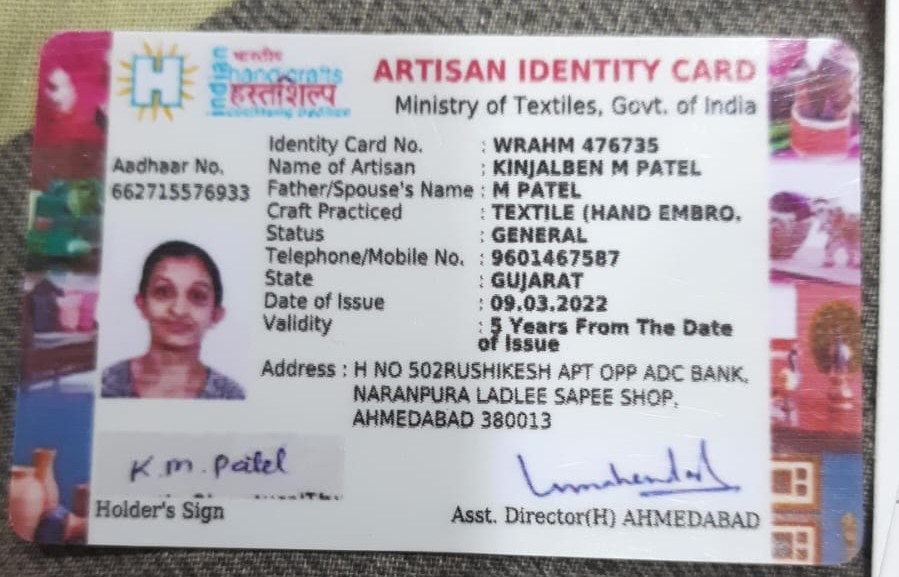 भारतीय
handicrafts
indian
हस्तशिल्प
ARTISAN IDENTITY CARD
Ministry of Textiles, Govt. of India
Aadhaar No.
662715576933
Identity Card No. : WRAHM 476735
Name of Artisan : KINJALBEN M PATEL
Father/Spouse's Name : M PATEL
Craft Practiced : TEXTILE (HAND EMBRO.
Status : GENERAL
Telephone/Mobile No. : 9601467587
State : GUJARAT
Date of Issue : 09.03.2022
Validity : 5 Years From The Date
of Issue
Address : H NO 502RUSHIKESH APT OPP ADC BANK,
NARANPURA LADLEE SAPEE SHOP,
AHMEDABAD 380013
K.M. Patel
Holder's Sign
Asst. Director(H) AHMEDABAD